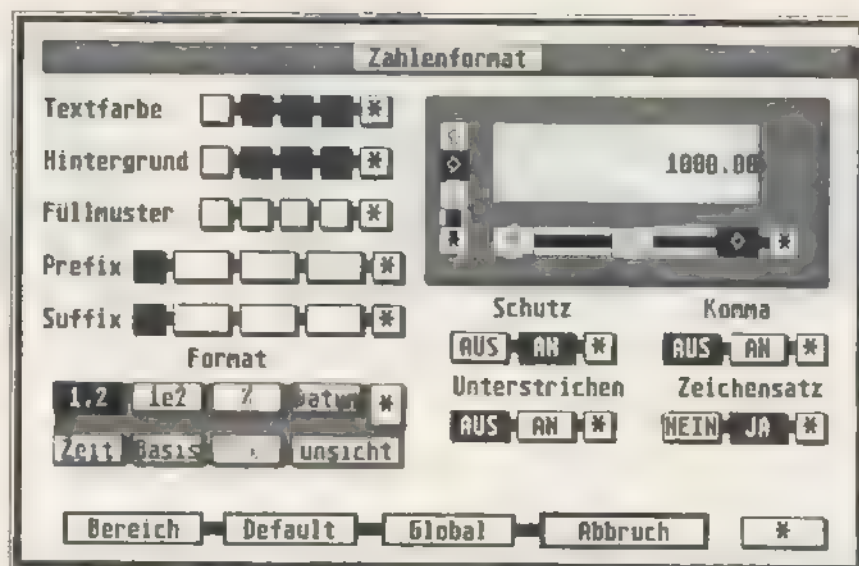 Zahlenformat
Textfarbe *
Hintergrund *
Füllmuster *
Prefix *
Suffix *
1000.00
* *
Schutz Komma
AUS AN * AUS AN *
Format
1.2 1e2 % Datum *
Zeit Basis unsicht
Unterstrichen Zeichensatz
AUS AN * NEIN JA *
Bereich Default Global Abbruch *